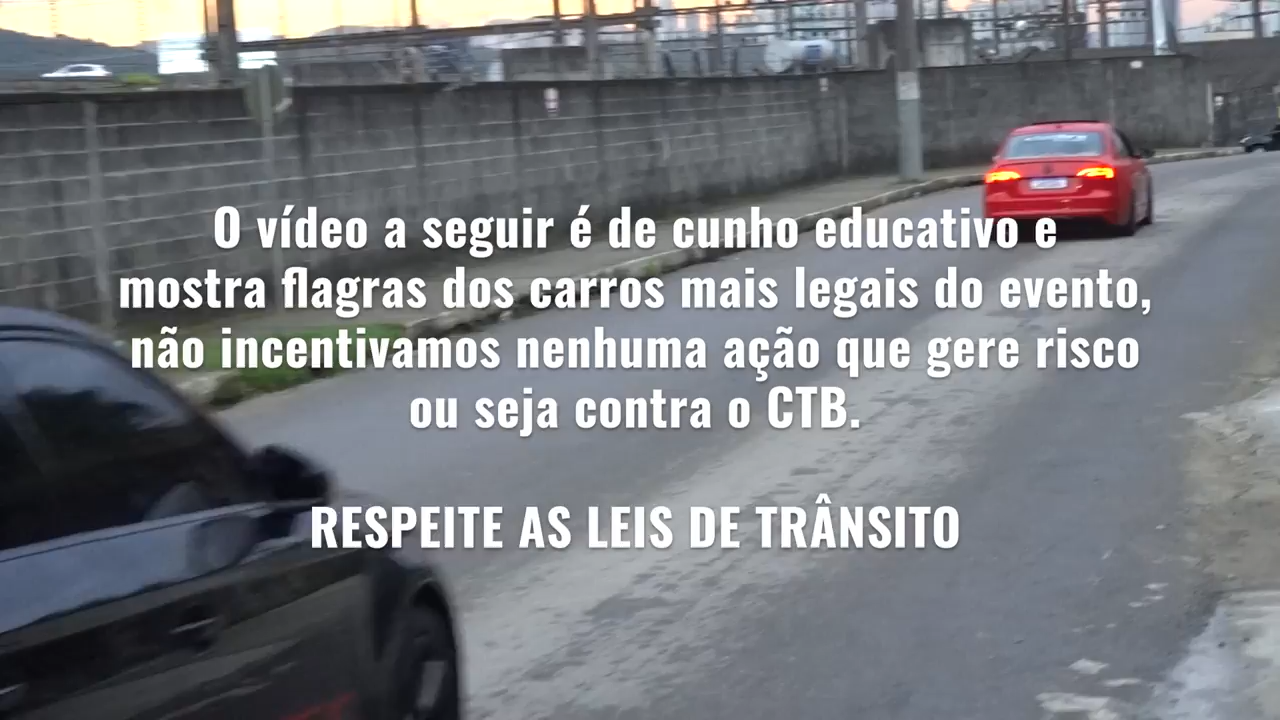 O vídeo a seguir é de cunho educativo e
mostra flagras dos carros mais legais do evento,
não incentivamos nenhuma ação que gere risco
ou seja contra o CTB.
RESPEITE AS LEIS DE TRÂNSITO